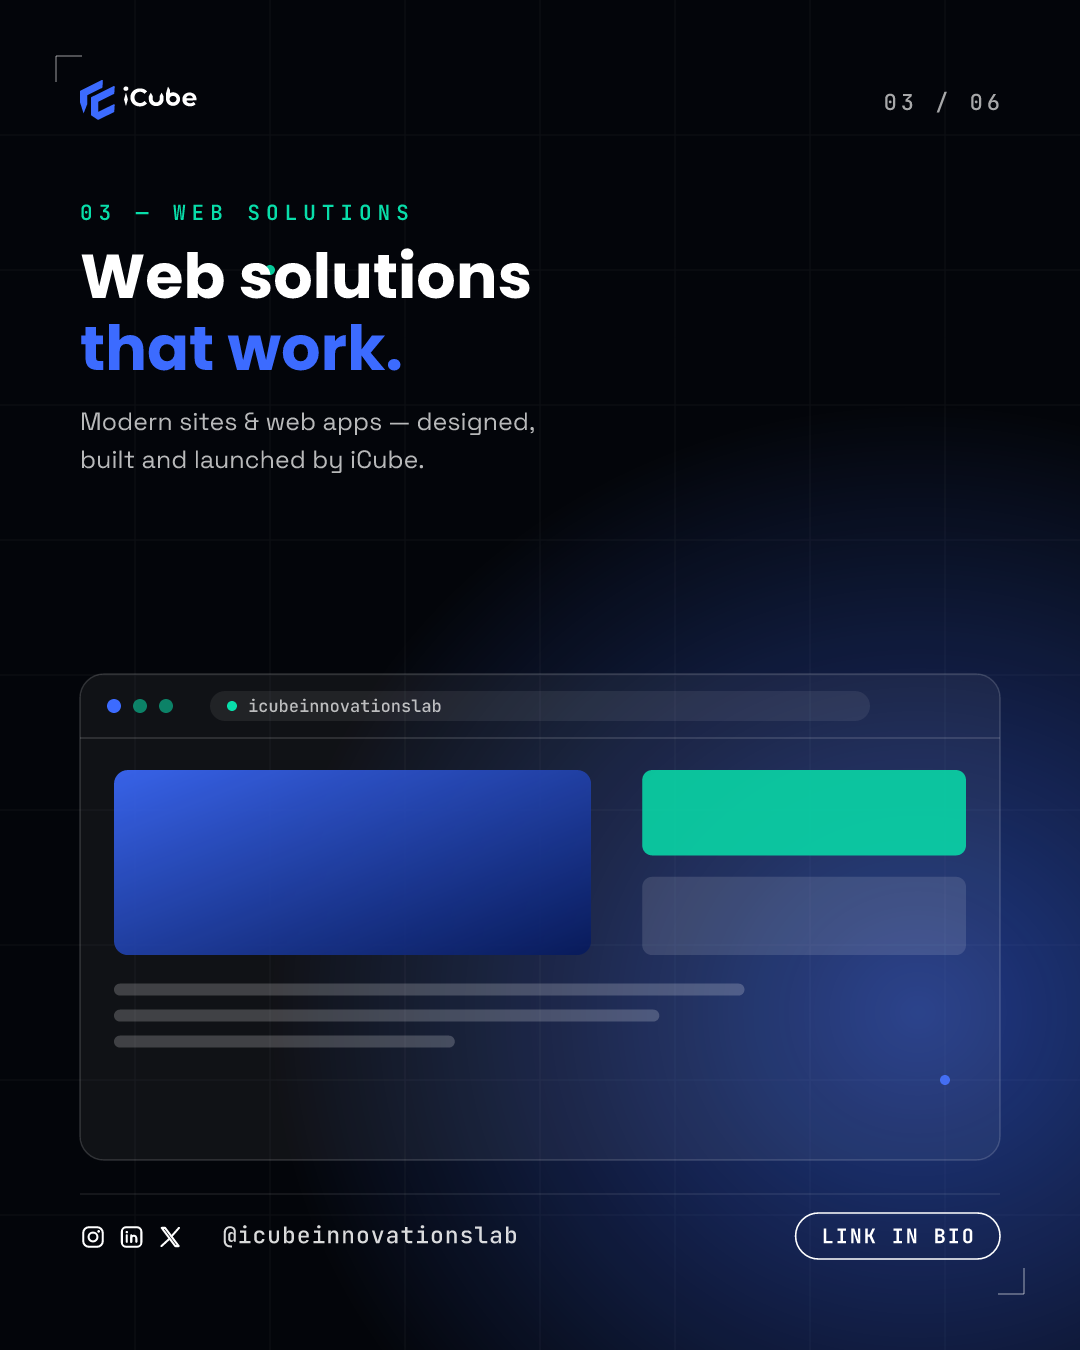 iCube
03 / 06
03 — WEB SOLUTIONS
Web solutions
that work.
Modern sites & web apps — designed,
built and launched by iCube.
icubeinnovationslab
@icubeinnovationslab
LINK IN BIO